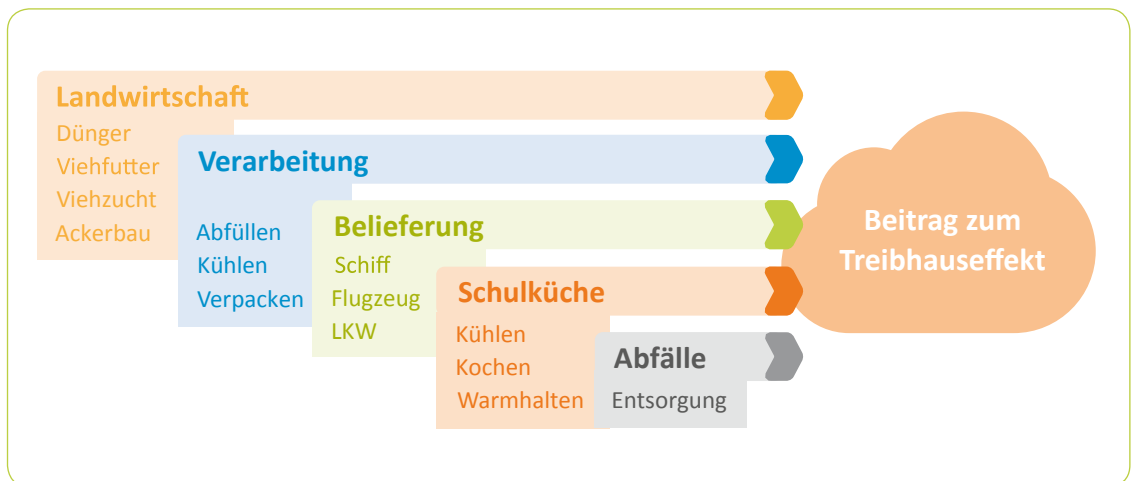 Landwirtschaft
Dünger
Viehfutter
Viehzucht
Ackerbau
Verarbeitung
Abfüllen
Kühlen
Verpacken
Belieferung
Schiff
Flugzeug
LKW
Schulküche
Kühlen
Kochen
Warmhalten
Abfälle
Entsorgung
Beitrag zum
Treibhauseffekt